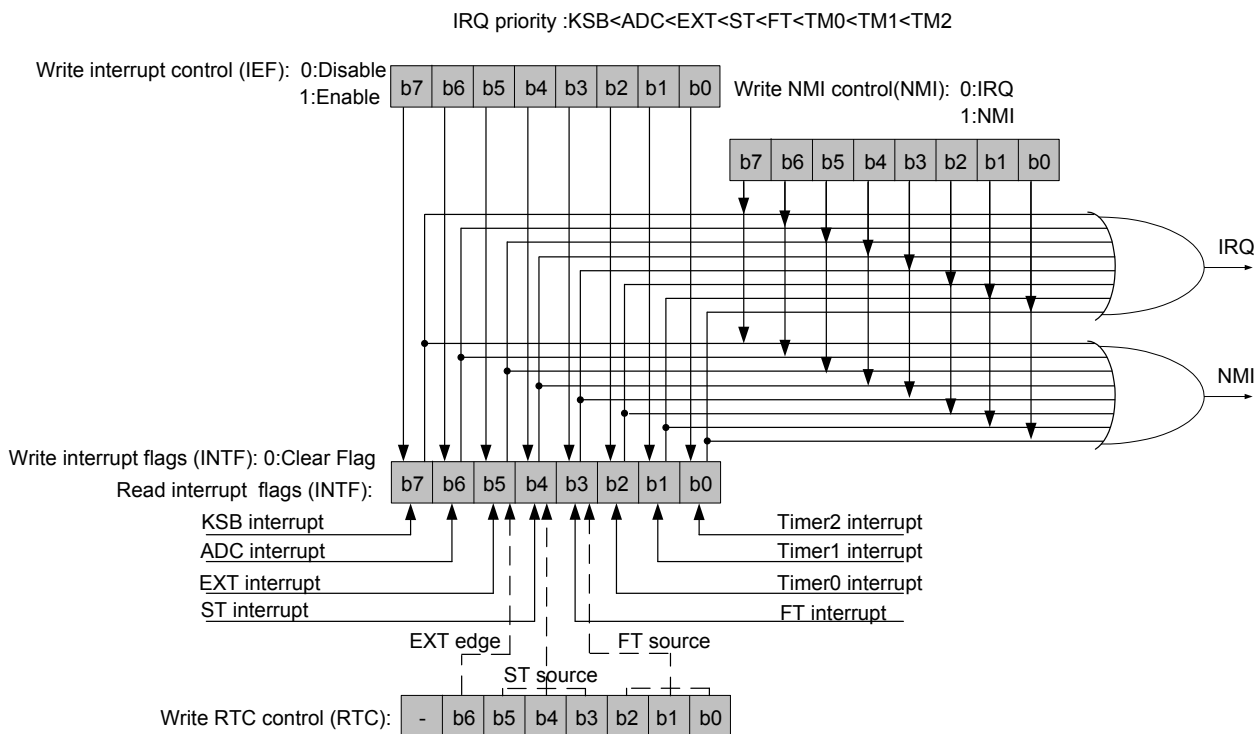 IRQ priority :KSB<ADC<EXT<ST<FT<TM0<TM1<TM2
Write interrupt control (IEF): 0:Disable
1:Enable
b7 b6 b5 b4 b3 b2 b1 b0
Write NMI control(NMI): 0:IRQ
1:NMI
b7 b6 b5 b4 b3 b2 b1 b0
IRQ
NMI
Write interrupt flags (INTF): 0:Clear Flag
Read interrupt flags (INTF):
b7 b6 b5 b4 b3 b2 b1 b0
KSB interrupt
Timer2 interrupt
ADC interrupt
Timer1 interrupt
EXT interrupt
Timer0 interrupt
ST interrupt
FT interrupt
EXT edge
FT source
ST source
Write RTC control (RTC):
- b6 b5 b4 b3 b2 b1 b0